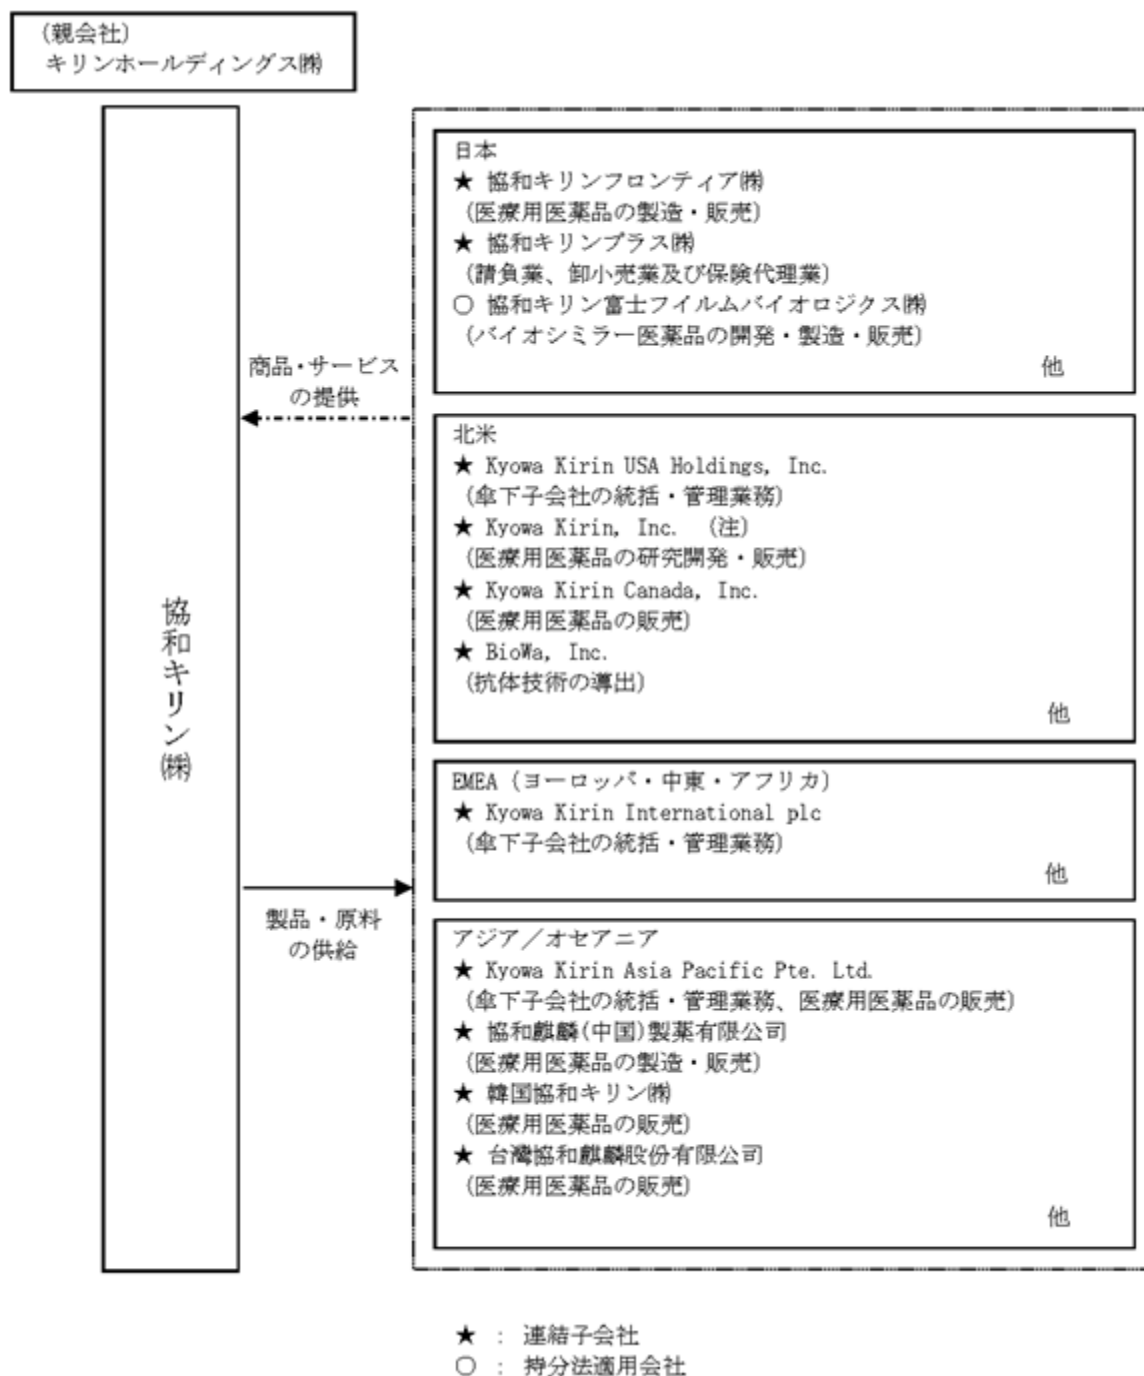 (親会社)
キリンホールディングス㈱
協和キリン㈱
商品・サービス
の提供
製品・原料
の供給
日本
★ 協和キリンフロンティア㈱
(医療用医薬品の製造・販売)
★ 協和キリンプラス㈱
(請負業、卸小売業及び保険代理業)
○ 協和キリン富士フイルムバイオロジクス㈱
(バイオシミラー医薬品の開発・製造・販売)
他
北米
★ Kyowa Kirin USA Holdings, Inc.
(傘下子会社の統括・管理業務)
★ Kyowa Kirin, Inc. (注)
(医療用医薬品の研究開発・販売)
★ Kyowa Kirin Canada, Inc.
(医療用医薬品の販売)
★ BioWa, Inc.
(抗体技術の導出)
他
EMEA (ヨーロッパ・中東・アフリカ)
★ Kyowa Kirin International plc
(傘下子会社の統括・管理業務)
他
アジア/オセアニア
★ Kyowa Kirin Asia Pacific Pte. Ltd.
(傘下子会社の統括・管理業務、医療用医薬品の販売)
★ 協和麒麟(中国)製薬有限公司
(医療用医薬品の製造・販売)
★ 韓国協和キリン㈱
(医療用医薬品の販売)
★ 台灣協和麒麟股份有限公司
(医療用医薬品の販売)
他
★ : 連結子会社
○ : 持分法適用会社